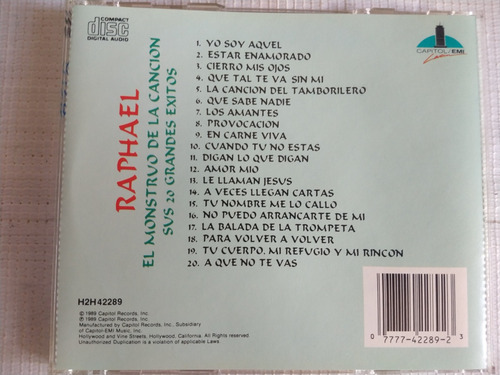 COMPACT
disc
DIGITAL AUDIO
CAPITOL/EMI
Latin
RAPHAEL
EL MONSTRUO DE LA CANCION
SUS 20 GRANDES EXITOS
1. YO SOY AQUEL
2. ESTAR ENAMORADO
3. CIERRO MIS OJOS
4. QUE TAL TE VA SIN MI
5. LA CANCION DEL TAMBORILERO
6. QUE SABE NADIE
7. LOS AMANTES
8. PROVOCACION
9. EN CARNE VIVA
10. CUANDO TU NO ESTAS
11. DIGAN LO QUE DIGAN
12. AMOR MIO
13. LE LLAMAN JESUS
14. A VECES LLEGAN CARTAS
15. TU NOMBRE ME LO CALLO
16. NO PUEDO ARRANCARTE DE MI
17. LA BALADA DE LA TROMPETA
18. PARA VOLVER A VOLVER
19. TU CUERPO, MI REFUGIO Y MI RINCON
20. A QUE NO TE VAS
H2H 42289
© 1989 Capitol Records, Inc.
℗ 1989 Capitol Records, Inc.
Manufactured by Capitol Records, Inc., Subsidiary
of Capitol-EMI Music, Inc.
Hollywood and Vine Streets, Hollywood, California. All Rights Reserved.
Unauthorized Duplication is a violation of applicable Laws.
0 7777-42289-2 3